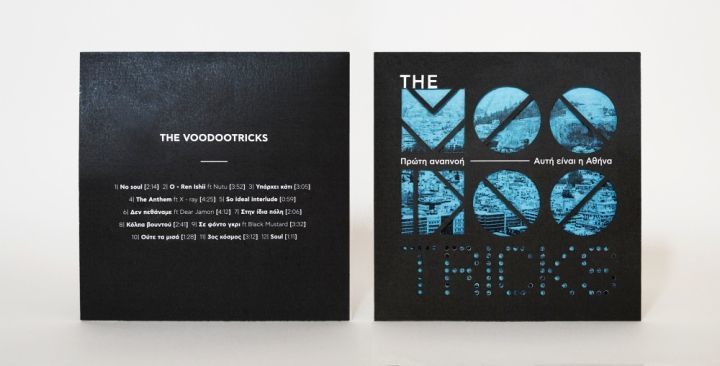 THE VOODOOTRICKS
1) No soul [2:14] 2) O - Ren Ishii ft Nutu [3:52] 3) Υπάρχει κάτι [3:05]
4) The Anthem ft X - ray [4:25] 5) So Ideal Interlude [0:59]
6) Δεν πεθάναμε ft Dear Jamon [4:12] 7) Στην ίδια πόλη [2:06]
8) Κόλπα βουντού [2:41] 9) Σε φόντο γκρι ft Black Mustard [3:32]
10) Ούτε τα μισά [1:28] 11) 3ος κόσμος [3:12] 12) Soul [1:11]
THE
VOO
Πρώτη αναπνοή Αυτή είναι η Αθήνα
DOO
TRICKS